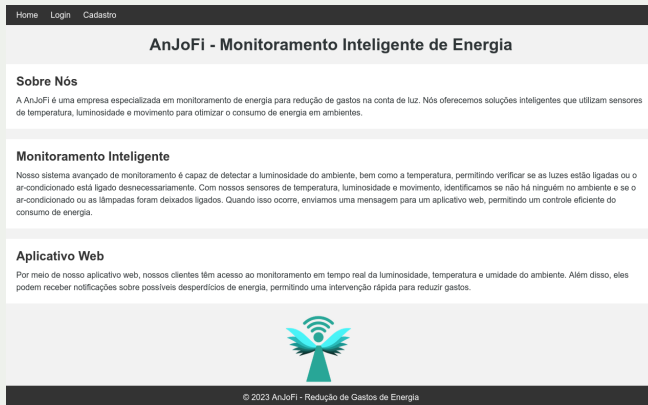 Home Login Cadastro
AnJoFi - Monitoramento Inteligente de Energia
Sobre Nós
A AnJoFi é uma empresa especializada em monitoramento de energia para redução de gastos na conta de luz. Nós oferecemos soluções inteligentes que utilizam sensores
de temperatura, luminosidade e movimento para otimizar o consumo de energia em ambientes.
Monitoramento Inteligente
Nosso sistema avançado de monitoramento é capaz de detectar a luminosidade do ambiente, bem como a temperatura, permitindo verificar se as luzes estão ligadas ou o
ar-condicionado está ligado desnecessariamente. Com nossos sensores de temperatura, luminosidade e movimento, identificamos se não há ninguém no ambiente e se o
ar-condicionado ou as lâmpadas foram deixados ligados. Quando isso ocorre, enviamos uma mensagem para um aplicativo web, permitindo um controle eficiente do
consumo de energia.
Aplicativo Web
Por meio de nosso aplicativo web, nossos clientes têm acesso ao monitoramento em tempo real da luminosidade, temperatura e umidade do ambiente. Além disso, eles
podem receber notificações sobre possíveis desperdícios de energia, permitindo uma intervenção rápida para reduzir gastos.
© 2023 AnJoFi - Redução de Gastos de Energia